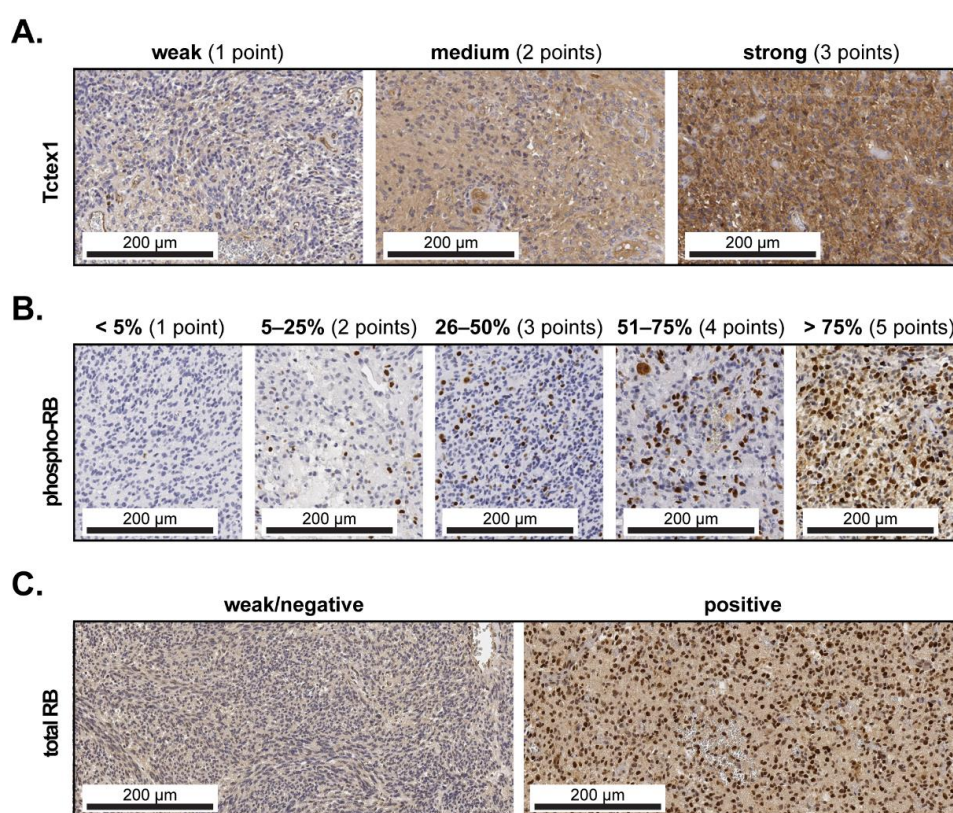 A.
weak (1 point) medium (2 points) strong (3 points)
Tctex1
200 µm 200 µm 200 µm
B.
< 5% (1 point) 5–25% (2 points) 26–50% (3 points) 51–75% (4 points) > 75% (5 points)
phospho-RB
200 µm 200 µm 200 µm 200 µm 200 µm
C.
weak/negative positive
total RB
200 µm 200 µm